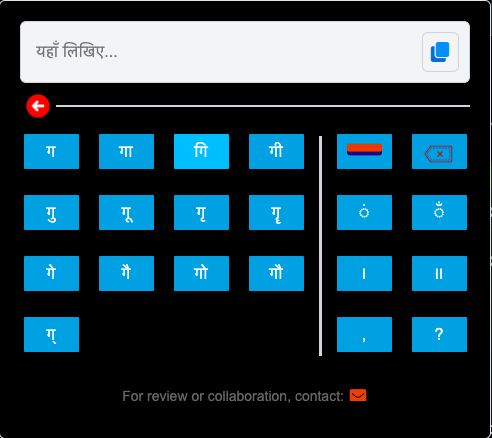 यहाँ लिखिए...
ग गा गि गी
गु गू गृ गॄ ं ँ
गे गै गो गौ । ॥
ग् , ?
For review or collaboration, contact: